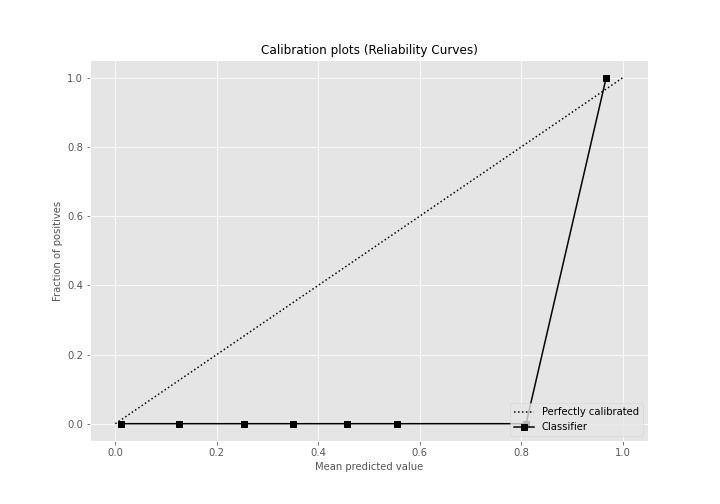 Calibration plots (Reliability Curves)
1.0
0.8
0.6
0.4
0.2
0.0
Fraction of positives
Perfectly calibrated
Classifier
0.0 0.2 0.4 0.6 0.8 1.0
Mean predicted value